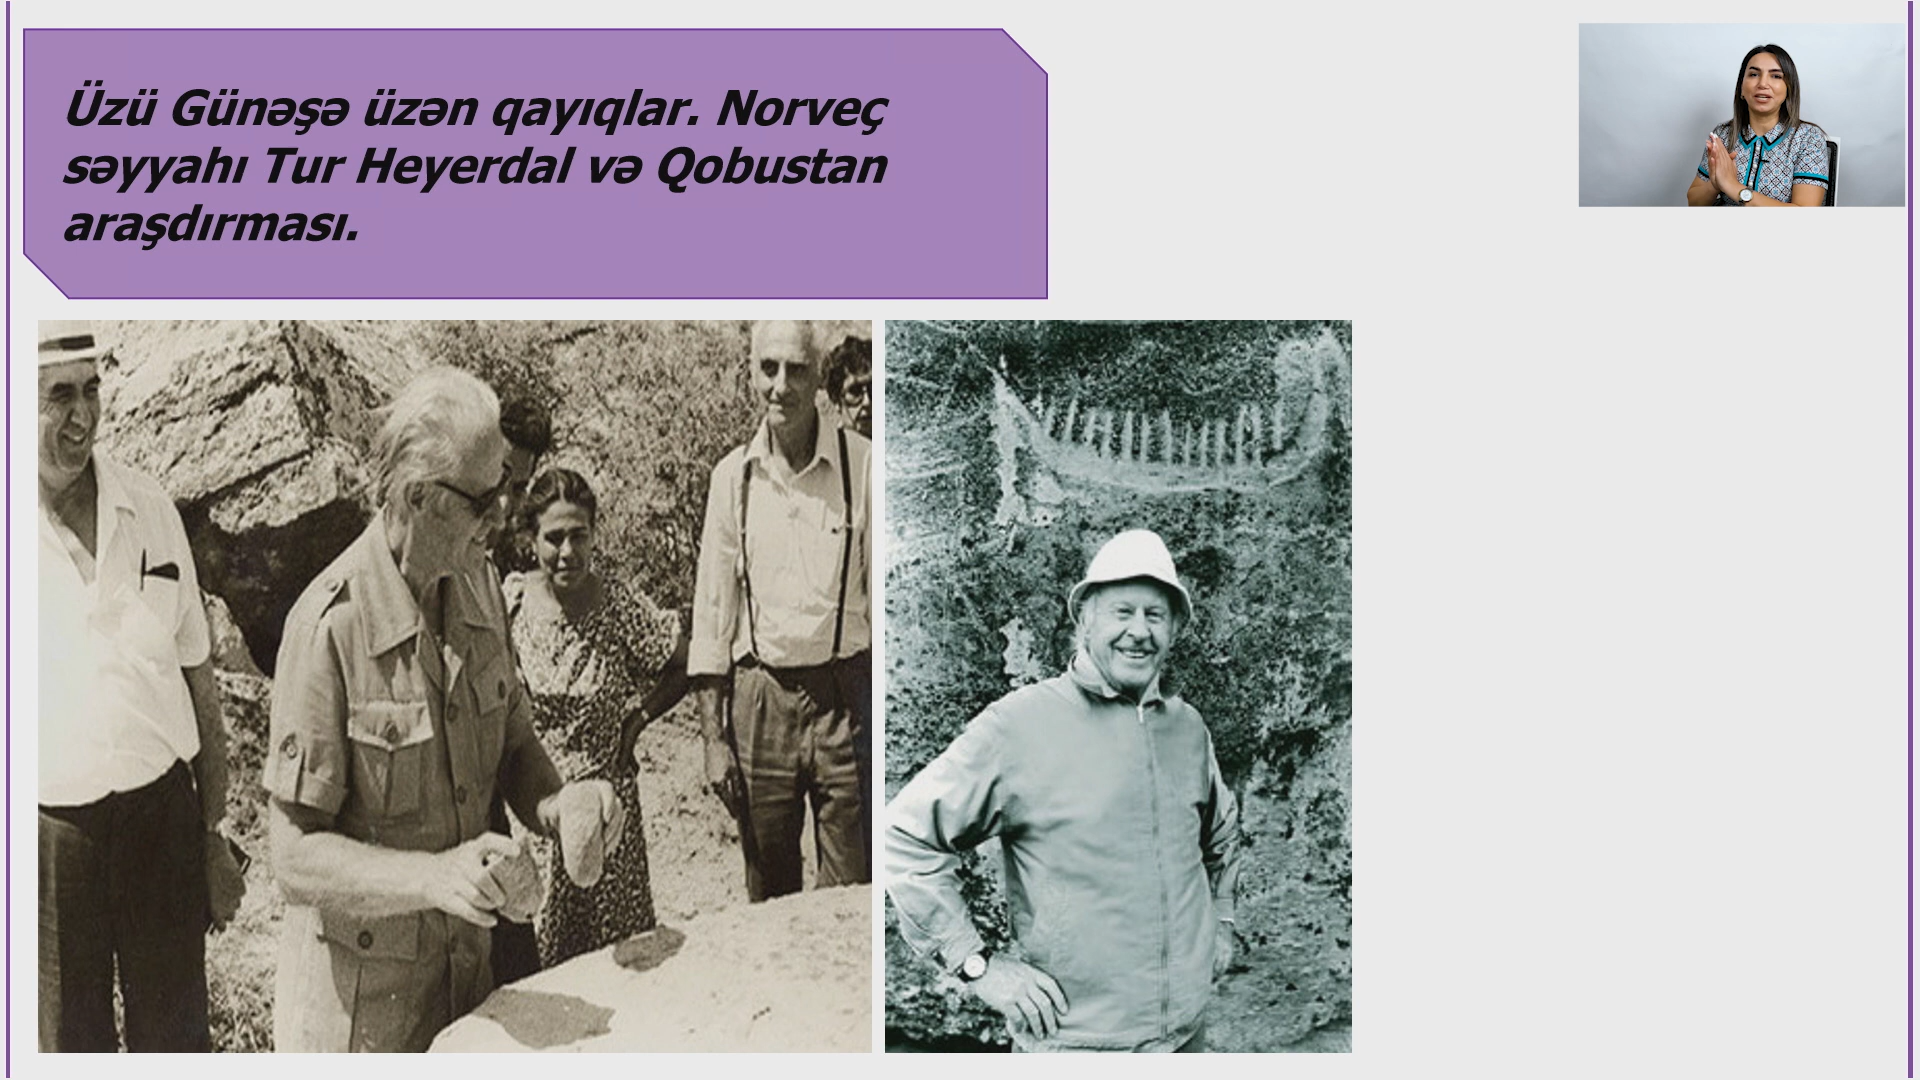 Üzü Günəşə üzən qayıqlar. Norveç
səyyahı Tur Heyerdal və Qobustan
araşdırması.